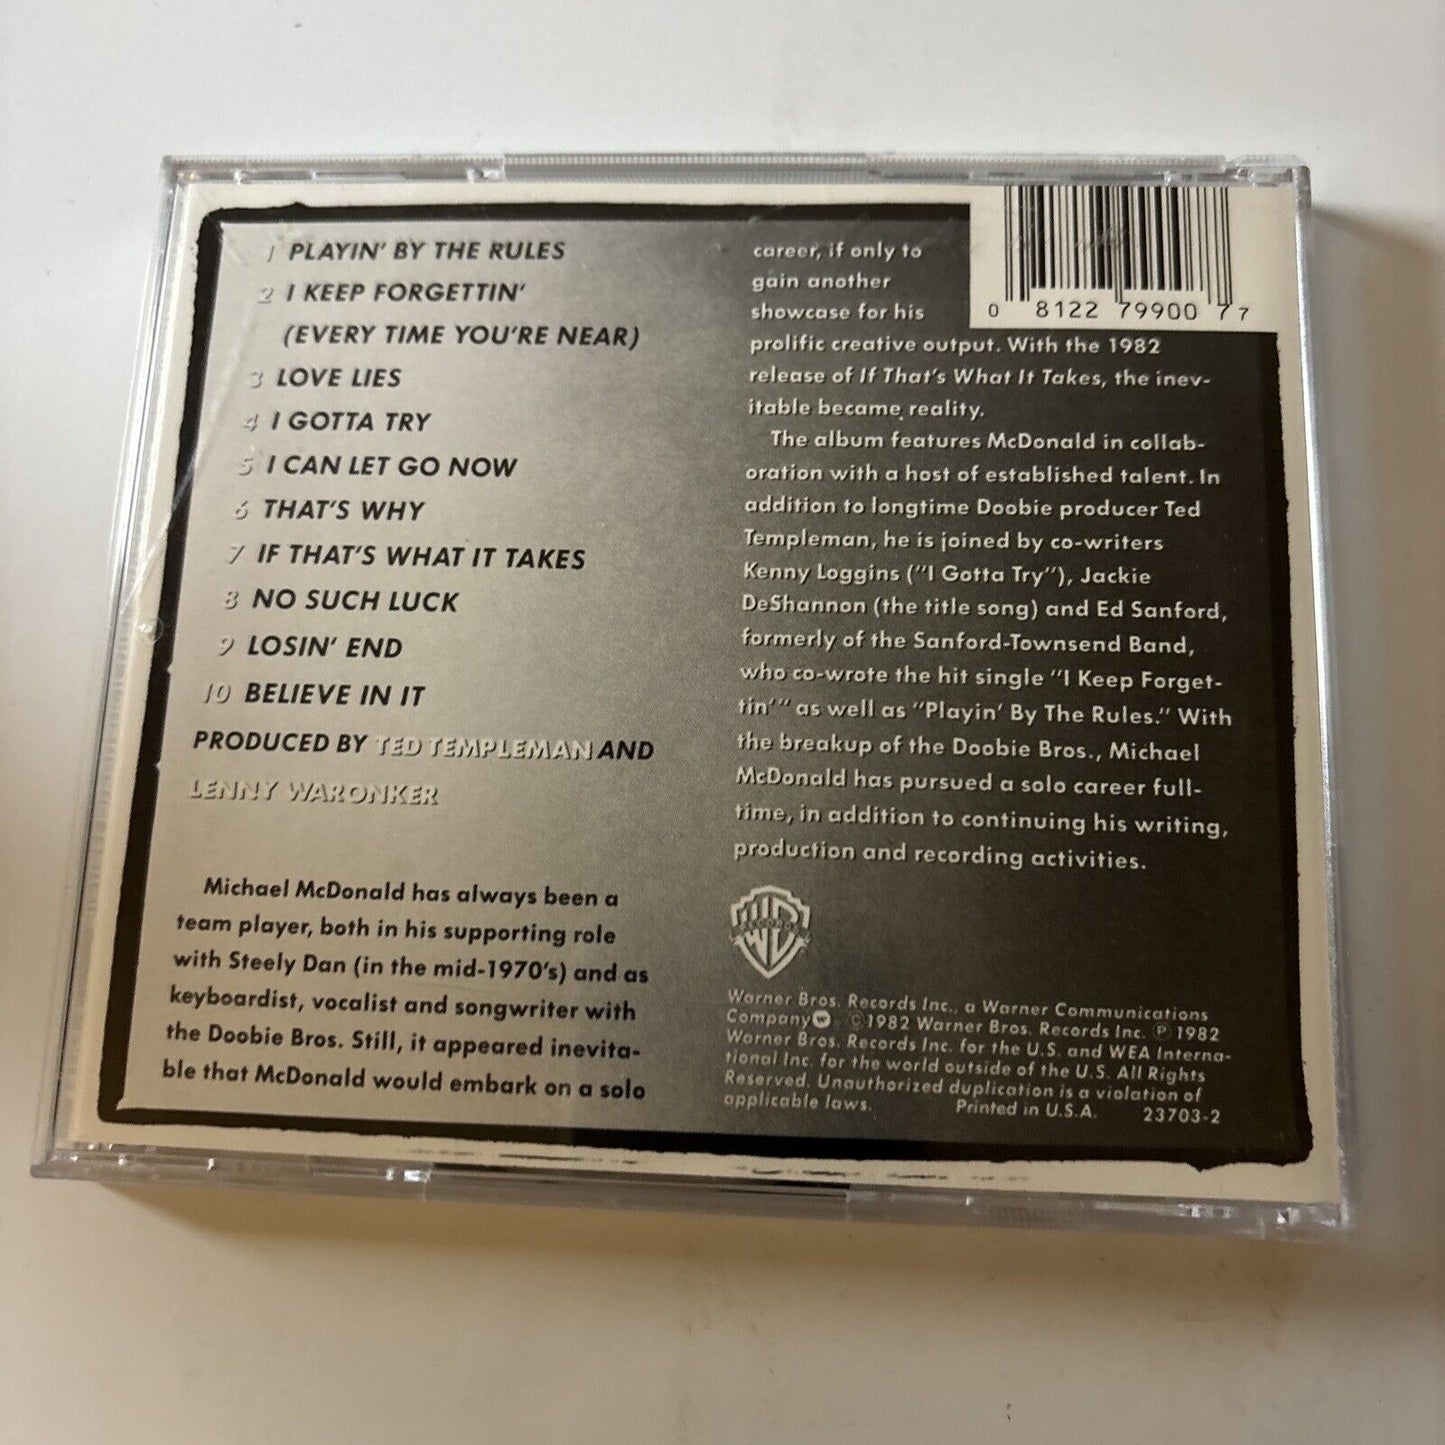 1 PLAYIN' BY THE RULES
2 I KEEP FORGETTIN'
(EVERY TIME YOU'RE NEAR)
3 LOVE LIES
4 I GOTTA TRY
5 I CAN LET GO NOW
6 THAT'S WHY
7 IF THAT'S WHAT IT TAKES
8 NO SUCH LUCK
9 LOSIN' END
10 BELIEVE IN IT
PRODUCED BY TED TEMPLEMAN AND
LENNY WARONKER
Michael McDonald has always been a
team player, both in his supporting role
with Steely Dan (in the mid-1970's) and as
keyboardist, vocalist and songwriter with
the Doobie Bros. Still, it appeared inevita-
ble that McDonald would embark on a solo
career, if only to
gain another
showcase for his
prolific creative output. With the 1982
release of If That's What It Takes, the inev-
itable became reality.
The album features McDonald in collab-
oration with a host of established talent. In
addition to longtime Doobie producer Ted
Templeman, he is joined by co-writers
Kenny Loggins ("I Gotta Try"), Jackie
DeShannon (the title song) and Ed Sanford,
formerly of the Sanford-Townsend Band,
who co-wrote the hit single "I Keep Forget-
tin'" as well as "Playin' By The Rules." With
the breakup of the Doobie Bros., Michael
McDonald has pursued a solo career full-
time, in addition to continuing his writing,
production and recording activities.
0 81227 99007 7
WB
Warner Bros. Records Inc., a Warner Communications
Company W ©1982 Warner Bros. Records Inc. ℗ 1982
Warner Bros. Records Inc. for the U.S. and WEA Interna-
tional Inc. for the world outside of the U.S. All Rights
Reserved. Unauthorized duplication is a violation of
applicable laws. Printed in U.S.A. 23703-2